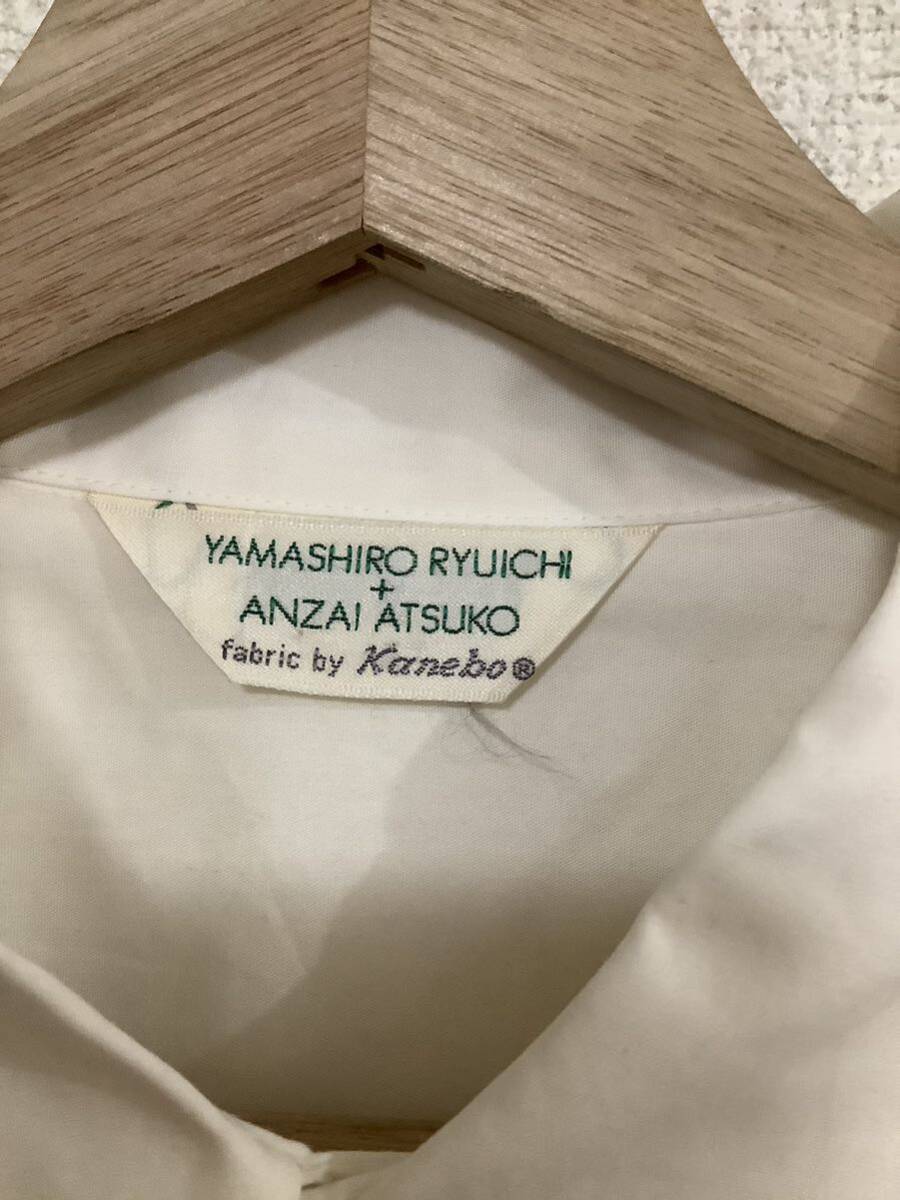 YAMASHIRO RYUICHI
+
ANZAI ATSUKO
fabric by Kanebo®